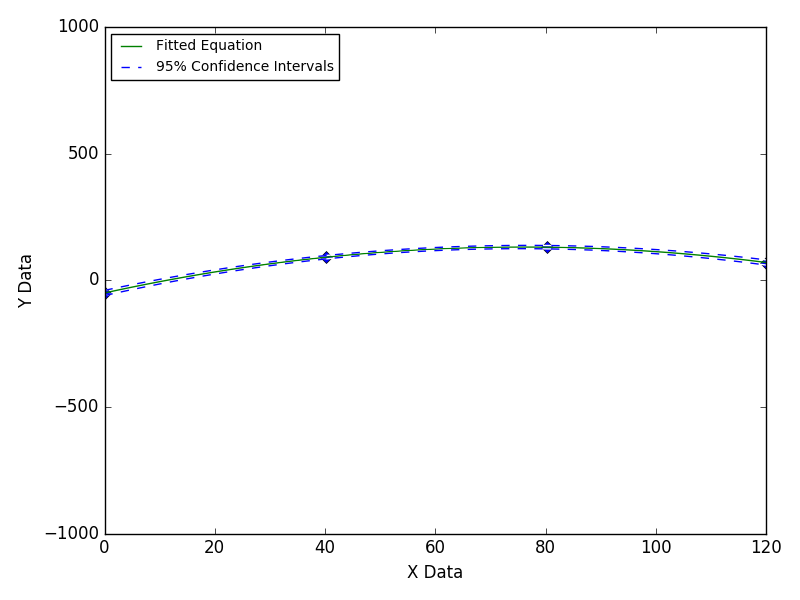 1000
Fitted Equation
95% Confidence Intervals
500
0
−500
−1000
Y Data
0 20 40 60 80 100 120
X Data